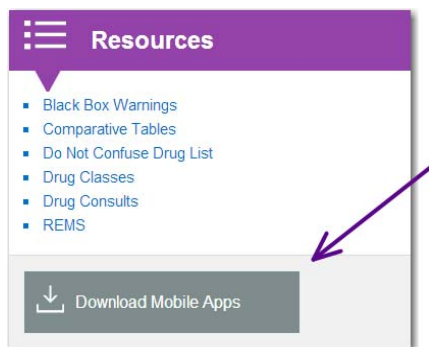 Resources
Black Box Warnings
Comparative Tables
Do Not Confuse Drug List
Drug Classes
Drug Consults
REMS
Download Mobile Apps